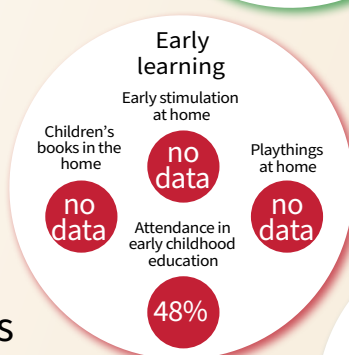 Early
learning
Early stimulation
at home
no
data
Children's
books in the
home
no
data
Playthings
at home
no
data
Attendance in
early childhood
education
48%
s